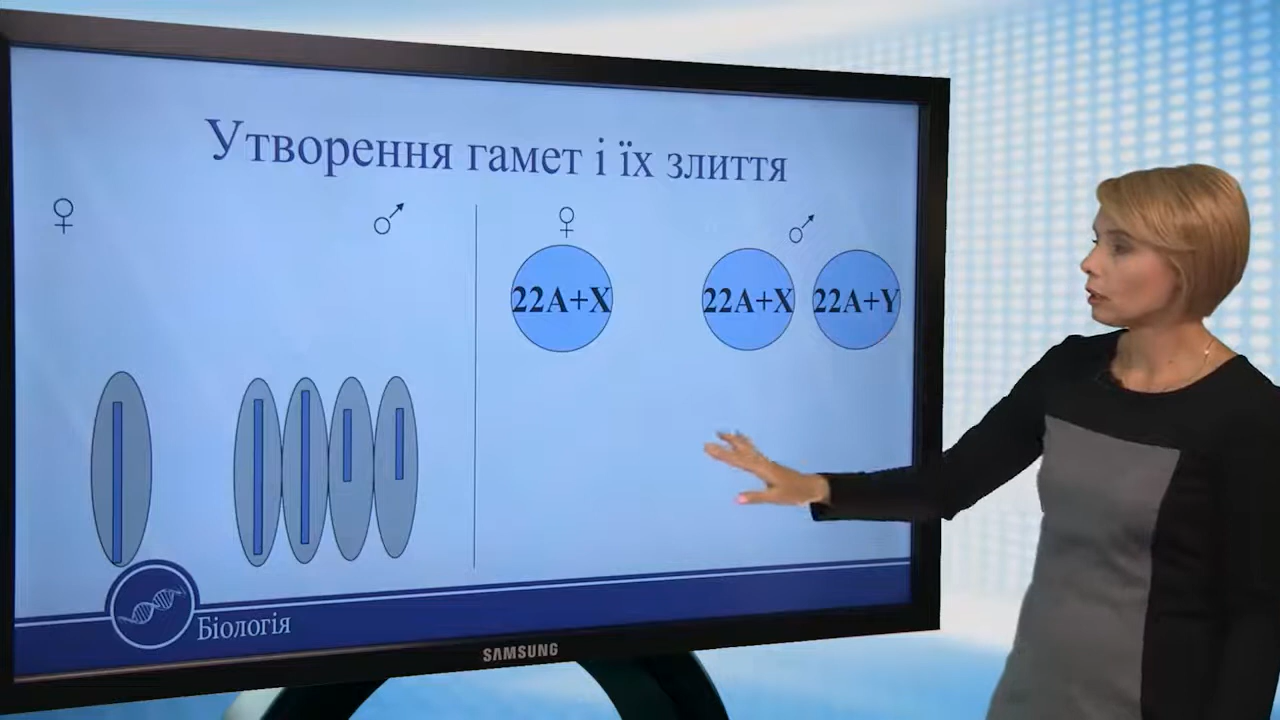 Утворення гамет і їх злиття
♀ ♂ ♀ ♂
22A+X 22A+X 22A+Y
Біологія
SAMSUNG